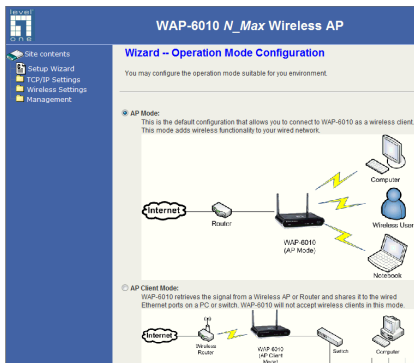 level
one
WAP-6010 N_Max Wireless AP
Site contents
Setup Wizard
TCP/IP Settings
Wireless Settings
Management
Wizard -- Operation Mode Configuration
You may configure the operation mode suitable for you environment.
AP Mode:
This is the default configuration that allows you to connect to WAP-6010 as a wireless client.
This mode adds wireless functionality to your wired network.
Internet
Router
WAP-6010
(AP Mode)
Computer
Wireless User
Notebook
AP Client Mode:
WAP-6010 retrieves the signal from a Wireless AP or Router and shares it to the wired
Ethernet ports on a PC or switch. WAP-6010 will not accept wireless clients in this mode.
Internet
Wireless
Router
WAP-6010
(AP Client
Mode)
Switch
Computer